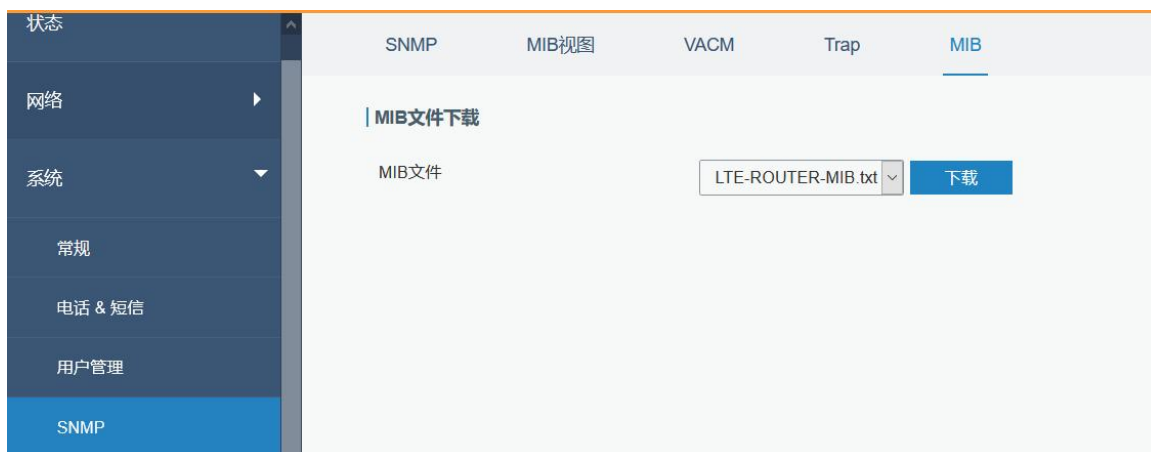 状态
网络
系统
常规
电话 & 短信
用户管理
SNMP
SNMP MIB视图 VACM Trap MIB
MIB文件下载
MIB文件 LTE-ROUTER-MIB.txt 下载